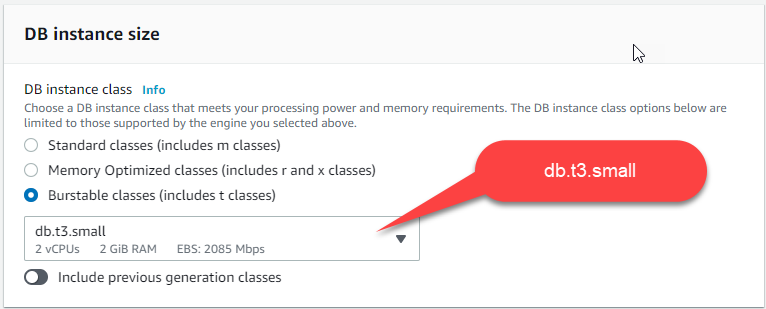 DB instance size
DB instance class Info
Choose a DB instance class that meets your processing power and memory requirements. The DB instance class options below are
limited to those supported by the engine you selected above.
Standard classes (includes m classes)
Memory Optimized classes (includes r and x classes)
db.t3.small
Burstable classes (includes t classes)
db.t3.small
2 vCPUs 2 GiB RAM EBS: 2085 Mbps
Include previous generation classes